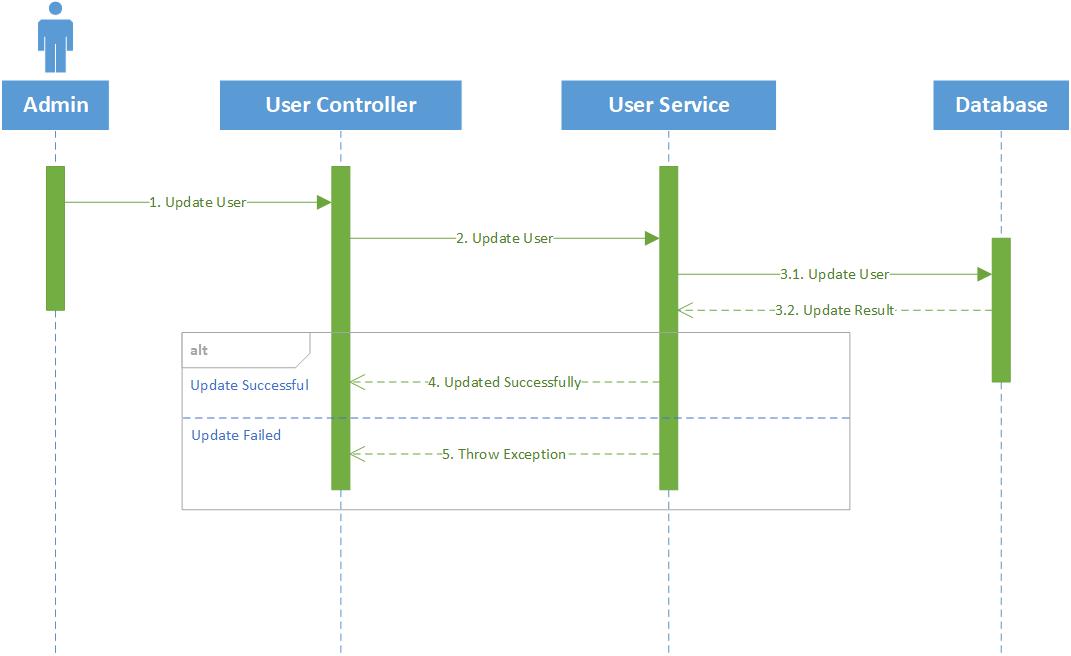 Admin
User Controller
User Service
Database
1. Update User
2. Update User
3.1. Update User
3.2. Update Result
alt
Update Successful
4. Updated Successfully
Update Failed
5. Throw Exception